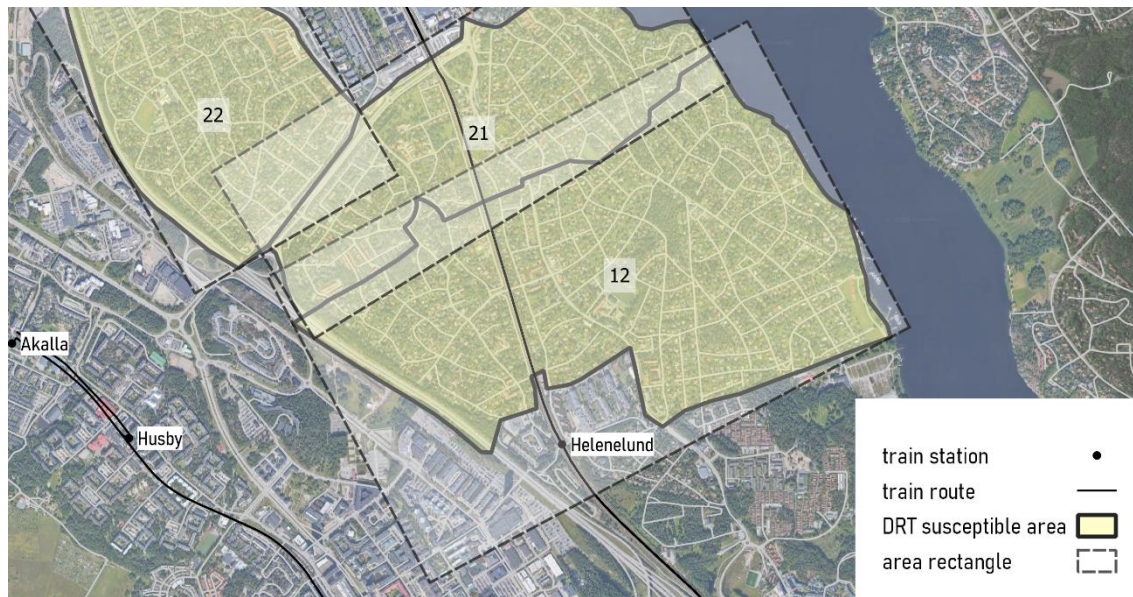 22
21
12
Akalla
Husby
Helenelund
train station
train route
DRT susceptible area
area rectangle